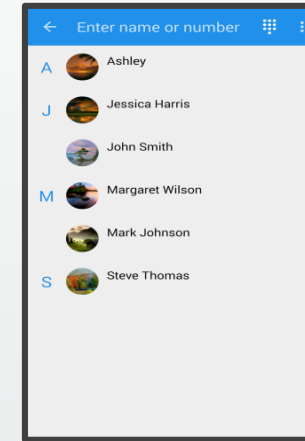 Enter name or number
A Ashley
J Jessica Harris
John Smith
M Margaret Wilson
Mark Johnson
S Steve Thomas